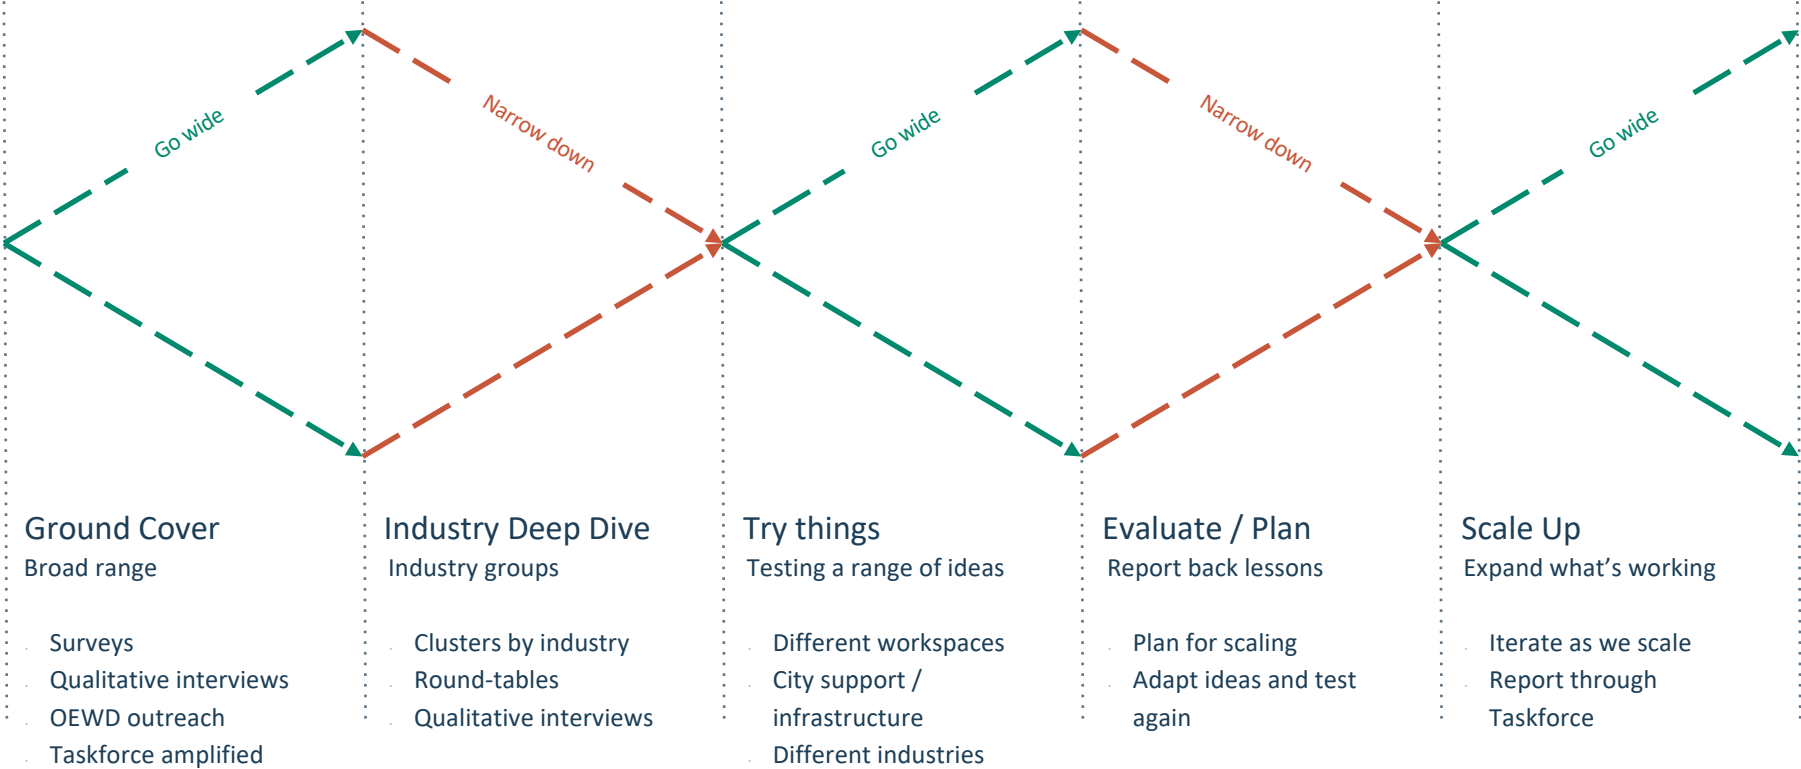 Go wide
Narrow down
Go wide
Narrow down
Go wide
Ground Cover
Broad range
Surveys
Qualitative interviews
OEWD outreach
Taskforce amplified
Industry Deep Dive
Industry groups
Clusters by industry
Round-tables
Qualitative interviews
Try things
Testing a range of ideas
Different workspaces
City support /
infrastructure
Different industries
Evaluate / Plan
Report back lessons
Plan for scaling
Adapt ideas and test
again
Scale Up
Expand what’s working
Iterate as we scale
Report through
Taskforce